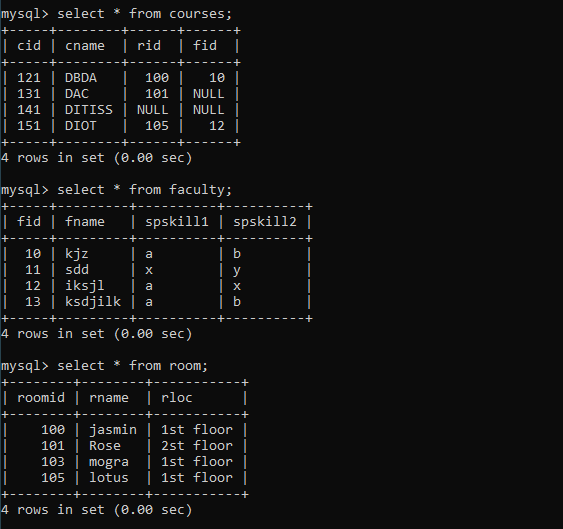 mysql> select * from courses;
+-----+--------+------+------+
| cid | cname  | rid  | fid  |
+-----+--------+------+------+
| 121 | DBDA   |  100 |   10 |
| 131 | DAC    |  101 | NULL |
| 141 | DITISS | NULL | NULL |
| 151 | DIOT   |  105 |   12 |
+-----+--------+------+------+
4 rows in set (0.00 sec)

mysql> select * from faculty;
+-----+----------+----------+----------+
| fid | fname    | spskill1 | spskill2 |
+-----+----------+----------+----------+
|  10 | kjz      | a        | b        |
|  11 | sdd      | x        | y        |
|  12 | iksjl    | a        | x        |
|  13 | ksdjilk  | a        | b        |
+-----+----------+----------+----------+
4 rows in set (0.00 sec)

mysql> select * from room;
+--------+--------+-----------+
| roomid | rname  | rloc      |
+--------+--------+-----------+
|    100 | jasmin | 1st floor |
|    101 | Rose   | 2st floor |
|    103 | mogra  | 1st floor |
|    105 | lotus  | 1st floor |
+--------+--------+-----------+
4 rows in set (0.00 sec)